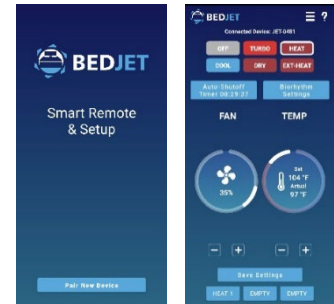 BEDJET
Smart Remote
& Setup
Pair New Device
BEDJET
?
Connected Device: JET-0481
OFF
TURBO
HEAT
COOL
DRY
EXT-HEAT
Auto Shutoff
Timer 08:29:37
Biorhythm
Settings
FAN
TEMP
35%
Set
104 °F
Actual
97 °F
Save Settings
HEAT 1
EMPTY
EMPTY